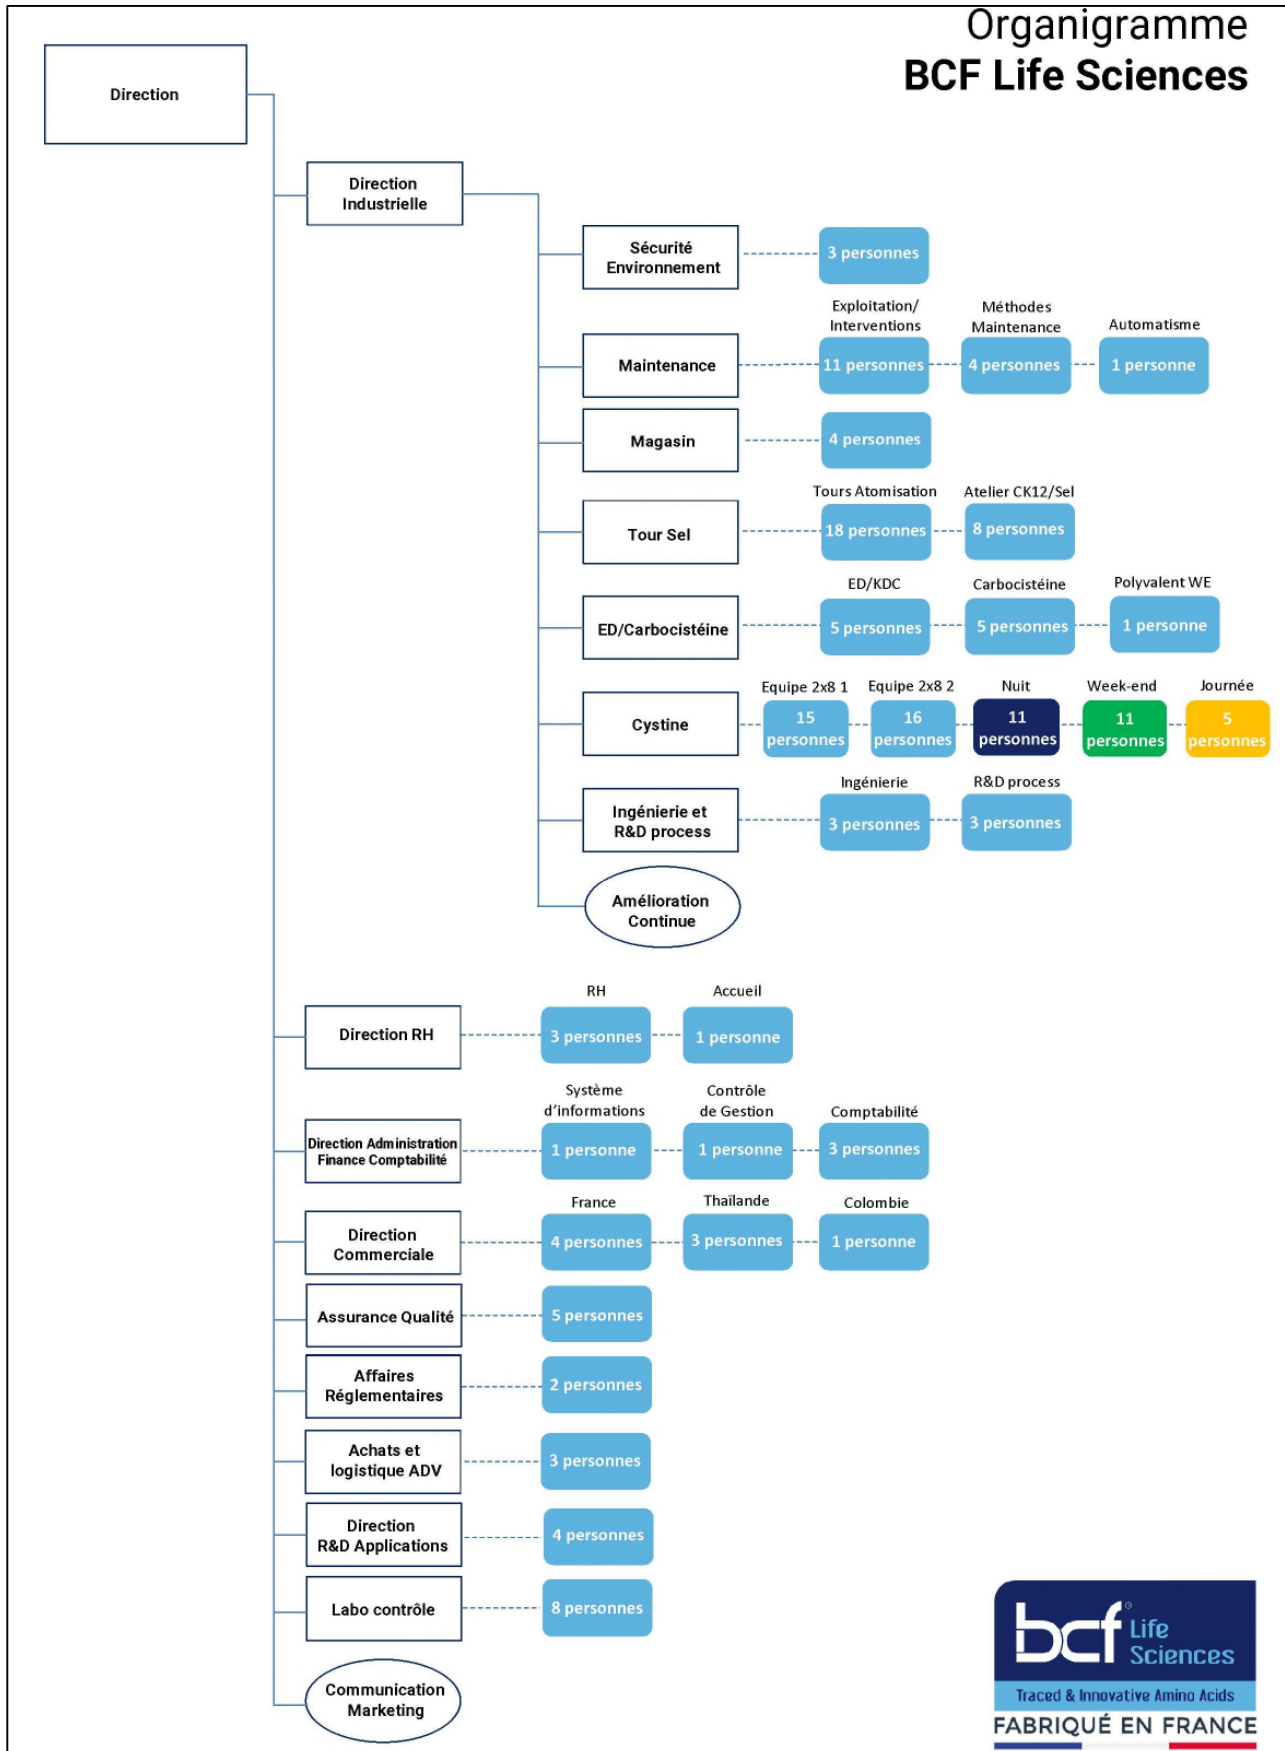 Organigramme
BCF Life Sciences
Direction
Direction
Industrielle
Sécurité
Environnement
3 personnes
Exploitation/
Interventions
Méthodes
Maintenance
Automatisme
Maintenance
11 personnes
4 personnes
1 personne
Magasin
4 personnes
Tours Atomisation
Atelier CK12/Sel
Tour Sel
18 personnes
8 personnes
ED/KDC
Carbocistéine
Polyvalent WE
ED/Carbocistéine
5 personnes
5 personnes
1 personne
Equipe 2x8 1
Equipe 2x8 2
Nuit
Week-end
Journée
Cystine
15
personnes
16
personnes
11
personnes
11
personnes
5
personnes
Ingénierie
R&D process
Ingénierie et
R&D process
3 personnes
3 personnes
Amélioration
Continue
RH
Accueil
Direction RH
3 personnes
1 personne
Système
d'informations
Contrôle
de Gestion
Comptabilité
Direction Administration
Finance Comptabilité
1 personne
1 personne
3 personnes
France
Thaïlande
Colombie
Direction
Commerciale
4 personnes
3 personnes
1 personne
Assurance Qualité
5 personnes
Affaires
Réglementaires
2 personnes
Achats et
logistique ADV
3 personnes
Direction
R&D Applications
4 personnes
Labo contrôle
8 personnes
Communication
Marketing
bcf® Life
Sciences
Traced & Innovative Amino Acids
FABRIQUÉ EN FRANCE